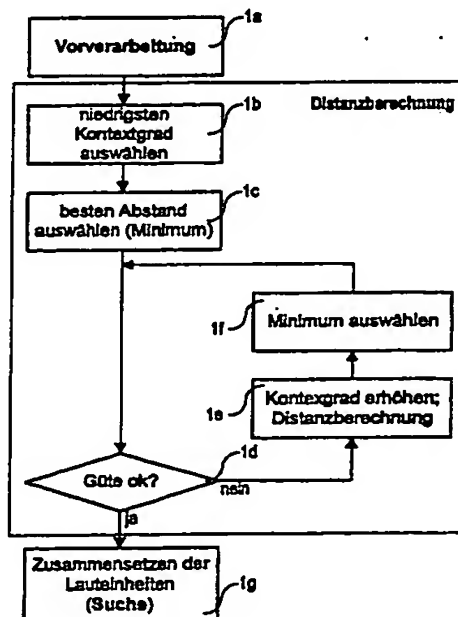 1a
Vorverarbeitung
Distanzberechnung
1b
niedrigsten
Kontextgrad
auswählen
1c
besten Abstand
auswählen (Minimum)
1f
Minimum auswählen
1e
Kontexgrad erhöhen;
Distanzberechnung
1d
Güte ok?
nein
ja
Zusammensetzen der
Lauteinheiten
(Suche)
1g